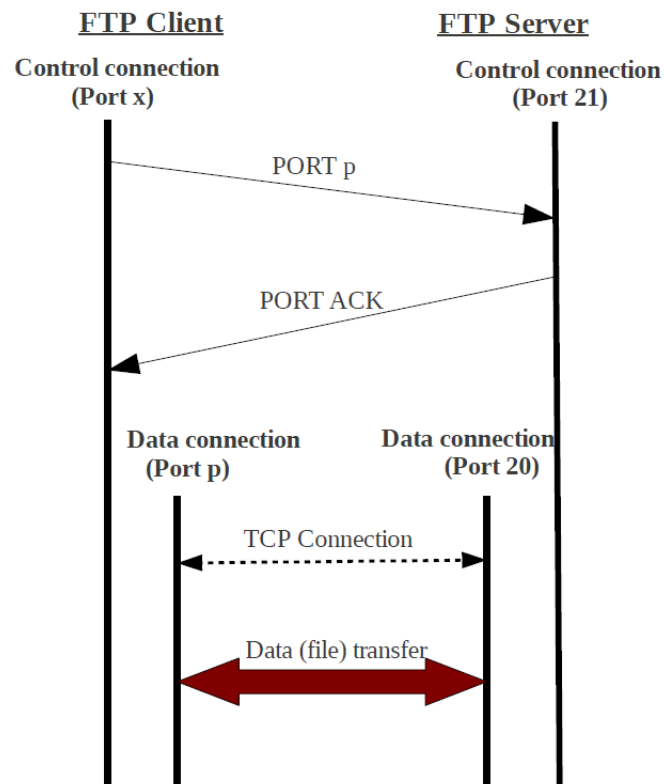 FTP Client
FTP Server
Control connection
(Port x)
Control connection
(Port 21)
PORT p
PORT ACK
Data connection
(Port p)
Data connection
(Port 20)
TCP Connection
Data (file) transfer